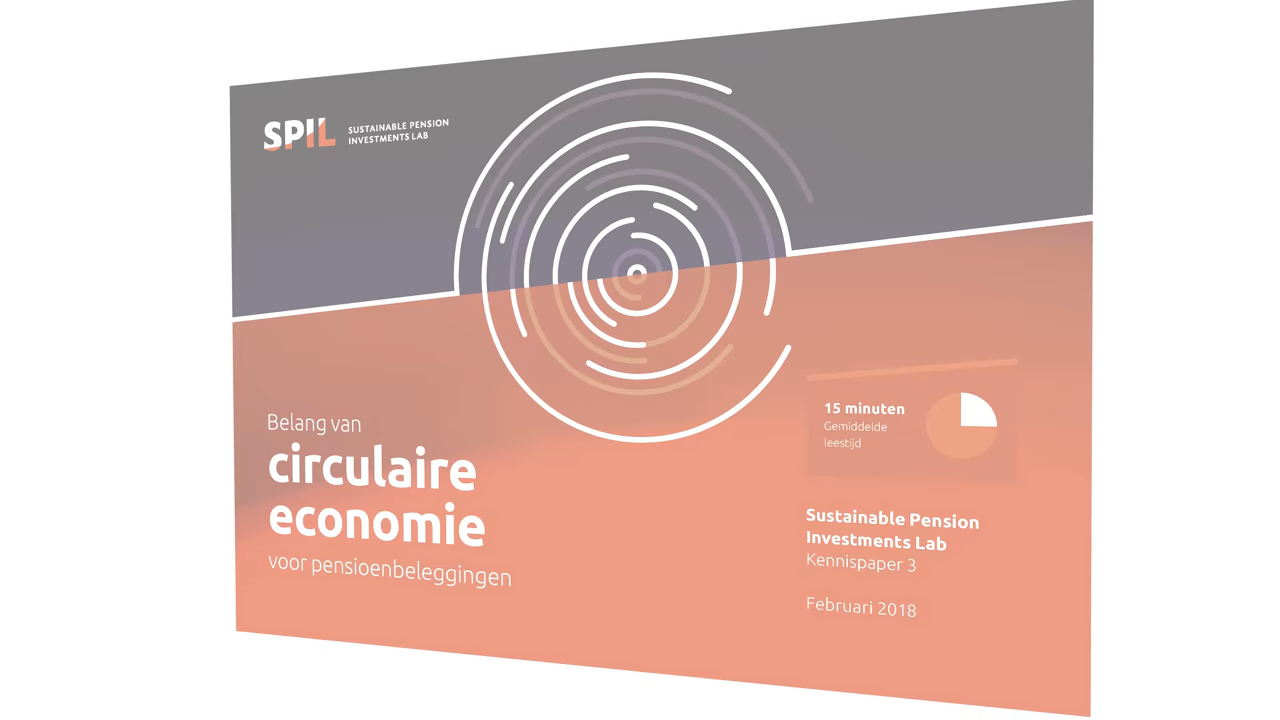 SPIL
SUSTAINABLE PENSION
INVESTMENTS LAB
Belang van
circulaire
economie
voor pensioenbeleggingen
15 minuten
Gemiddelde
leestijd
Sustainable Pension
Investments Lab
Kennispaper 3
Februari 2018